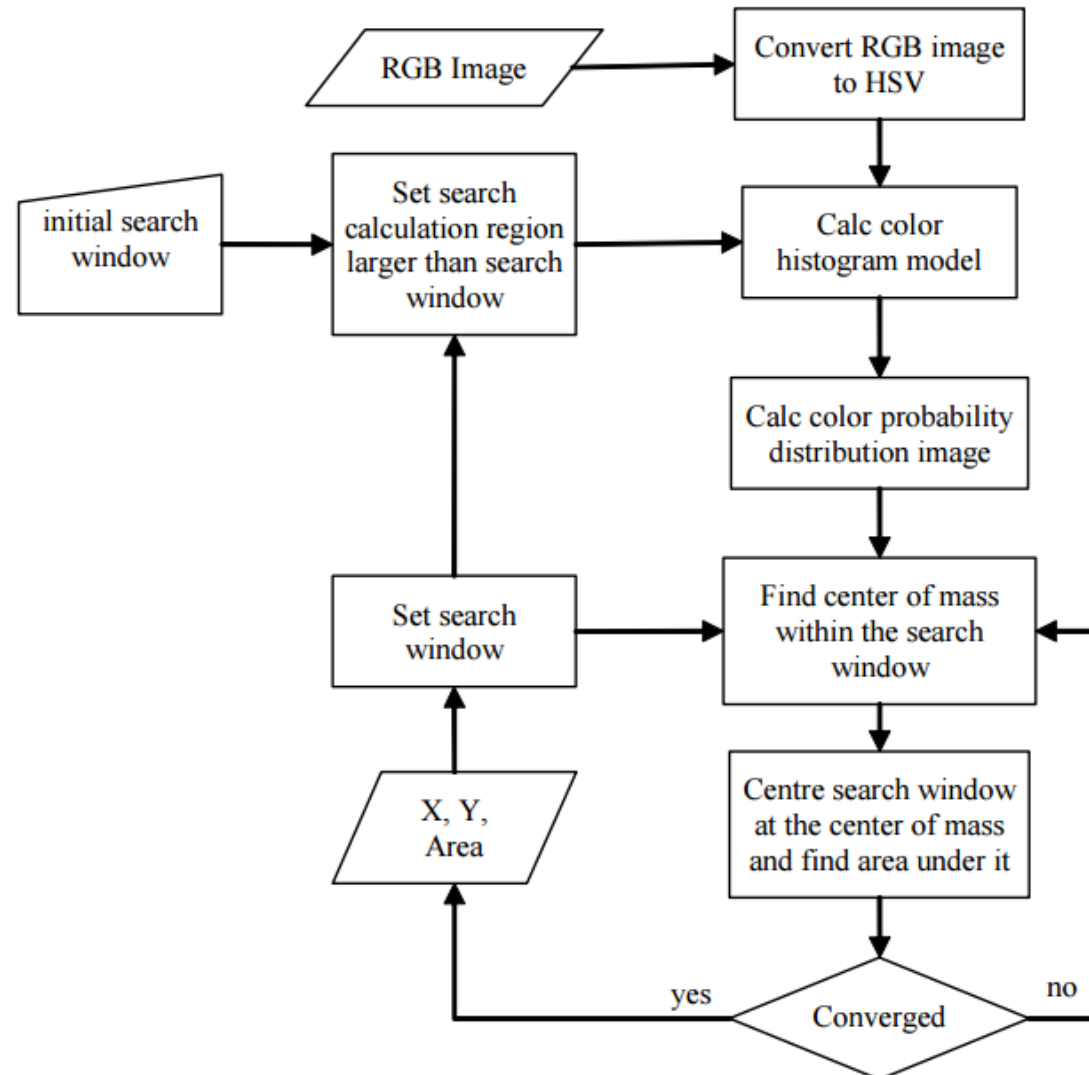 RGB Image
Convert RGB image
to HSV
initial search
window
Set search
calculation region
larger than search
window
Calc color
histogram model
Calc color probability
distribution image
Set search
window
Find center of mass
within the search
window
X, Y,
Area
Centre search window
at the center of mass
and find area under it
yes
Converged
no